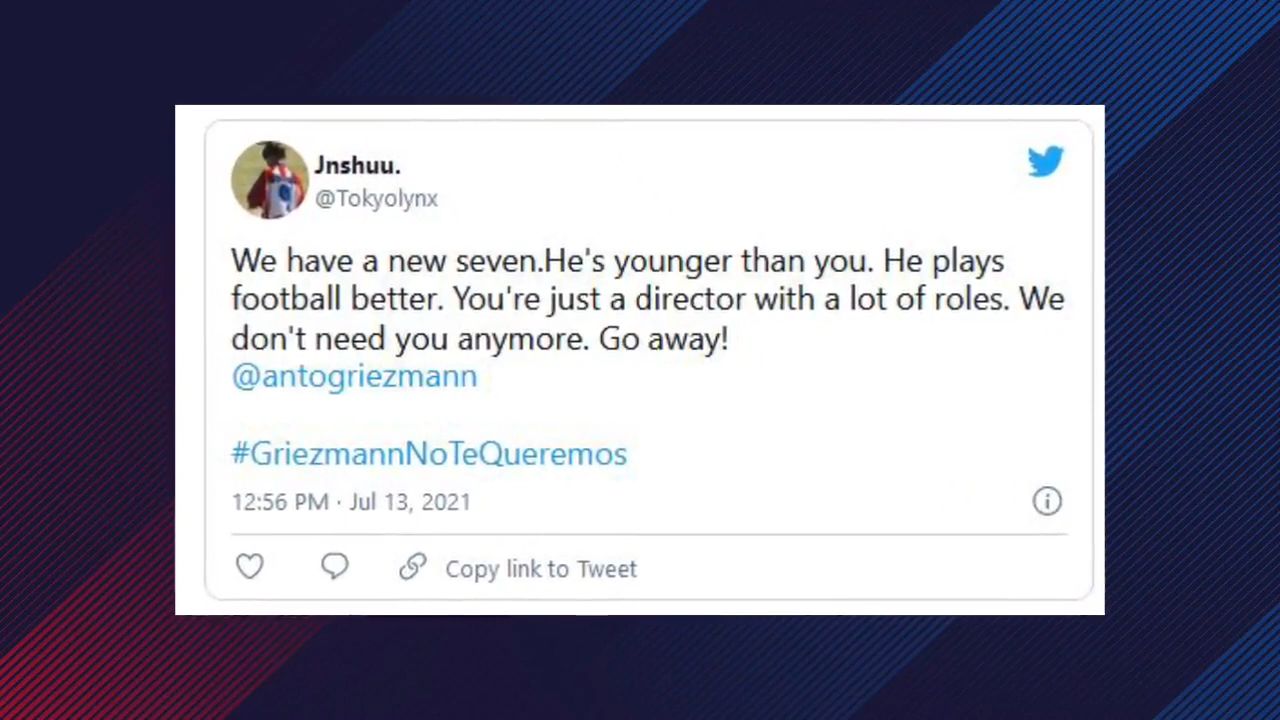 Jnshuu.
@Tokyolynx
We have a new seven.He's younger than you. He plays
football better. You're just a director with a lot of roles. We
don't need you anymore. Go away!
@antogriezmann
#GriezmannNoTeQueremos
12:56 PM · Jul 13, 2021
Copy link to Tweet